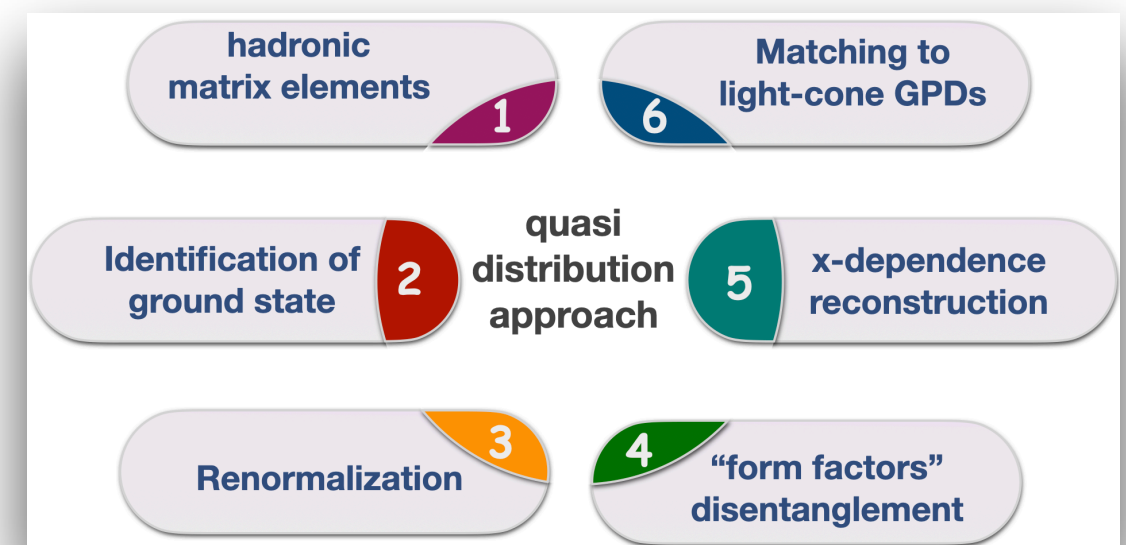 hadronic
matrix elements
1
Identification of
ground state
2
Renormalization
3
quasi
distribution
approach
4
“form factors”
disentanglement
5
x-dependence
reconstruction
6
Matching to
light-cone GPDs